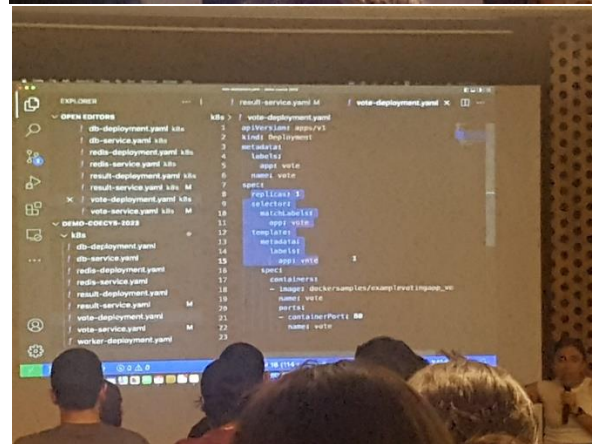 EXPLORER
OPEN EDITORS
! db-deployment.yaml k8s
! db-service.yaml k8s
! redis-deployment.yaml k8s
! redis-service.yaml k8s
! result-deployment.yaml k8s
! result-service.yaml k8s M
× ! vote-deployment.yaml k8s
! vote-service.yaml k8s M
DEMO-COECYS-2023
k8s
! db-deployment.yaml
! db-service.yaml
! redis-deployment.yaml
! redis-service.yaml
! result-deployment.yaml
! result-service.yaml M
! vote-deployment.yaml
! vote-service.yaml M
! worker-deployment.yaml
! result-service.yaml M
! vote-deployment.yaml ×
k8s > ! vote-deployment.yaml
1 apiVersion: apps/v1
2 kind: Deployment
3 metadata:
4 labels:
5 app: vote
6 name: vote
7 spec:
8 replicas:
9 selector:
10 matchLabels:
11 app: vote
12 template:
13 metadata:
14 labels:
15 app: vote
16 spec:
17 containers:
18 - image: dockersamples/examplevotingapp_vo
19 name: vote
20 ports:
21 - containerPort: 80
22 name: vote
23